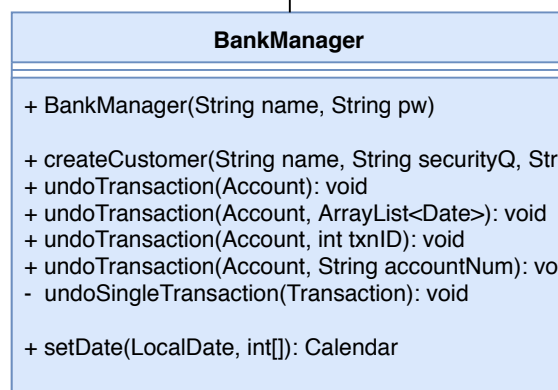 BankManager
+ BankManager(String name, String pw)
+ createCustomer(String name, String securityQ, Str
+ undoTransaction(Account): void
+ undoTransaction(Account, ArrayList<Date>): void
+ undoTransaction(Account, int txnID): void
+ undoTransaction(Account, String accountNum): vo
- undoSingleTransaction(Transaction): void
+ setDate(LocalDate, int[]): Calendar